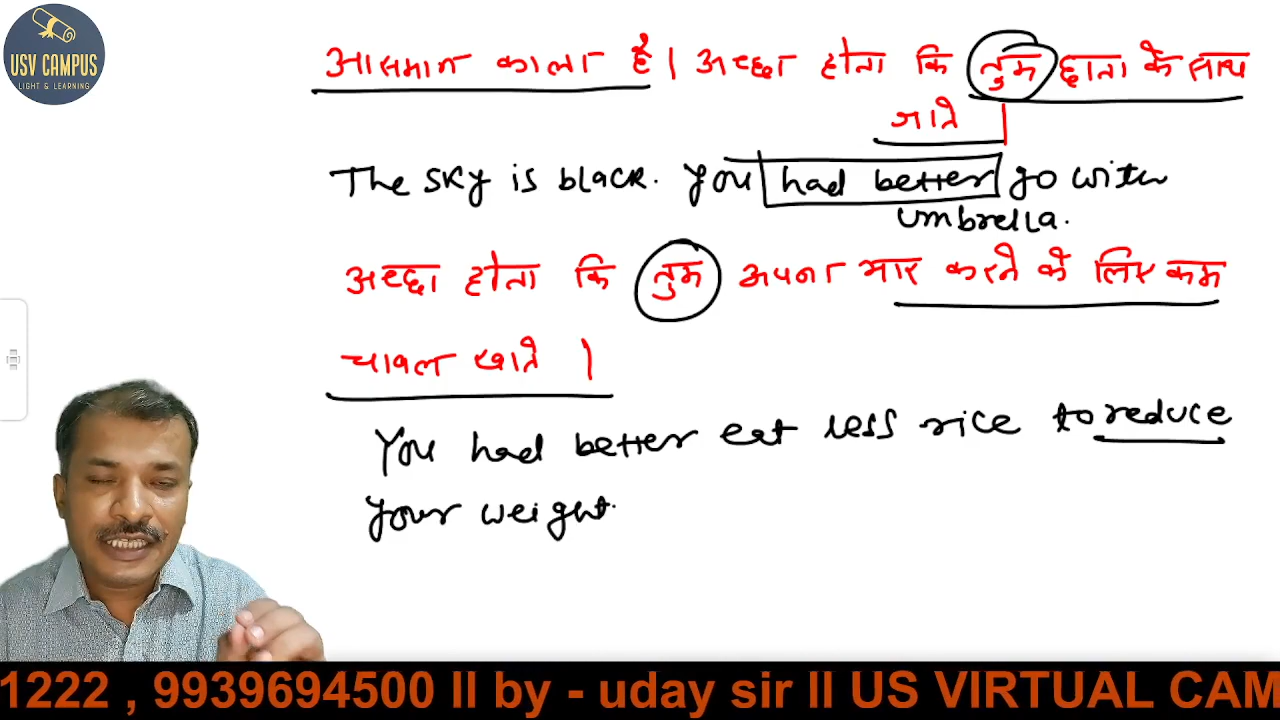 USV CAMPUS
LIGHT & LEARNING
आसमान काला है। अच्छा होता कि तुम छाता के साथ
जाते ।
The sky is black. You had better go with
umbrella.
अच्छा होता कि तुम अपना भार करने के लिए कम
चावल खाते ।
You had better eat less rice to reduce
your weight.
1222 , 9939694500 II by - uday sir II US VIRTUAL CAM